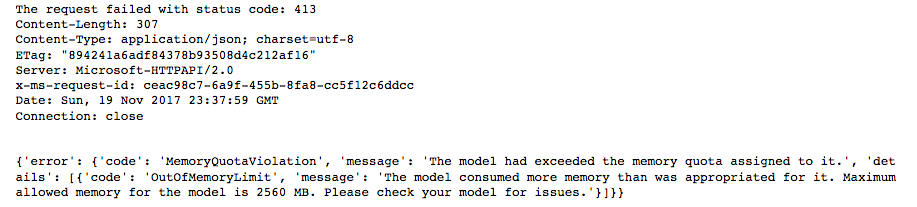 The request failed with status code: 413
Content-Length: 307
Content-Type: application/json; charset=utf-8
ETag: "894241a6adf84378b93508d4c212af16"
Server: Microsoft-HTTPAPI/2.0
x-ms-request-id: ceac98c7-6a9f-455b-8fa8-cc5f12c6ddcc
Date: Sun, 19 Nov 2017 23:37:59 GMT
Connection: close
{'error': {'code': 'MemoryQuotaViolation', 'message': 'The model had exceeded the memory quota assigned to it.', 'det
ails': [{'code': 'OutOfMemoryLimit', 'message': 'The model consumed more memory than was appropriated for it. Maximum
allowed memory for the model is 2560 MB. Please check your model for issues.'}]}}